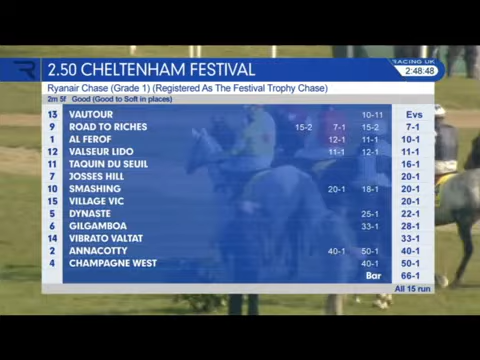 2.50 CHELTENHAM FESTIVAL
RACING UK
2:48:48
Ryanair Chase (Grade 1) (Registered As The Festival Trophy Chase)
2m 5f Good (Good to Soft in places)
13 VAUTOUR 10-11 Evs
9 ROAD TO RICHES 15-2 7-1 15-2 7-1
1 AL FEROF 12-1 11-1 10-1
12 VALSEUR LIDO 11-1 12-1 11-1
11 TAQUIN DU SEUIL 16-1
7 JOSSES HILL 20-1
10 SMASHING 20-1 18-1 20-1
15 VILLAGE VIC 20-1
5 DYNASTE 25-1 22-1
6 GILGAMBOA 33-1 28-1
14 VIBRATO VALTAT 33-1
2 ANNACOTTY 40-1 50-1 40-1
4 CHAMPAGNE WEST 40-1 50-1
Bar 66-1
All 15 run